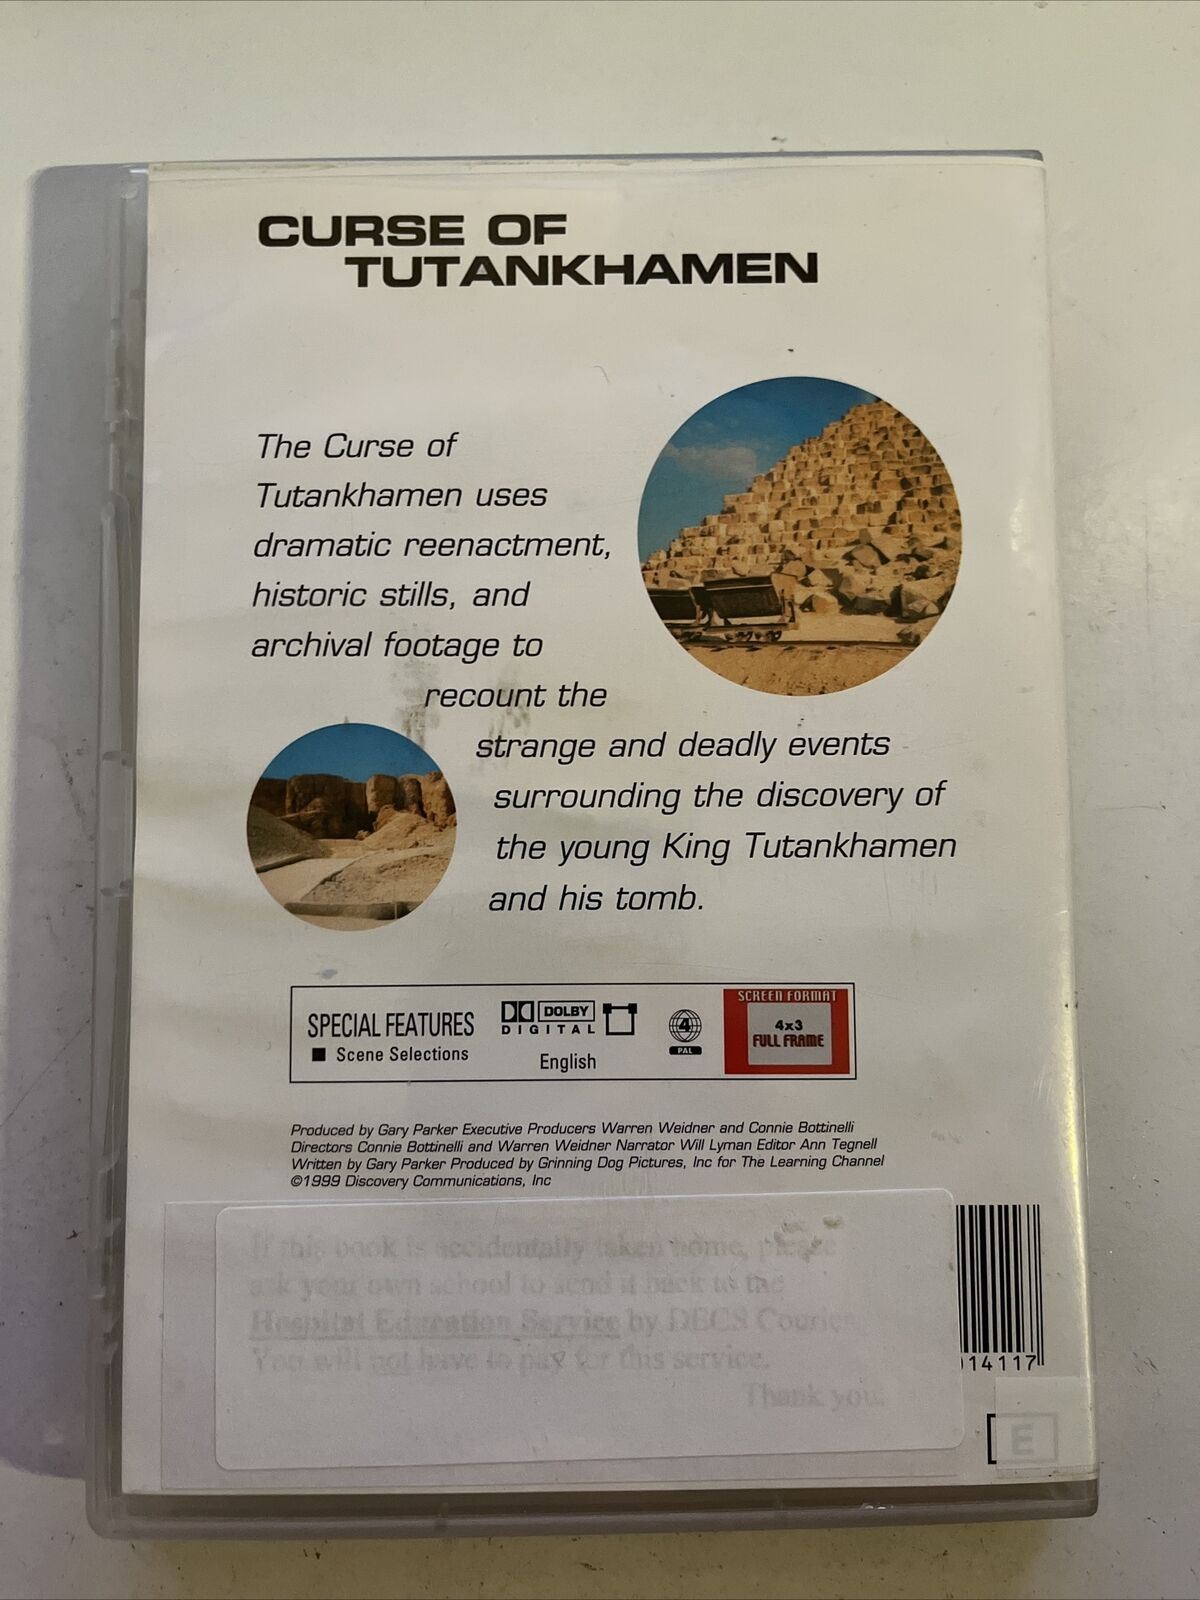 CURSE OF
TUTANKHAMEN
The Curse of
Tutankhamen uses
dramatic reenactment,
historic stills, and
archival footage to
recount the
strange and deadly events
surrounding the discovery of
the young King Tutankhamen
and his tomb.
SPECIAL FEATURES
■ Scene Selections
DOLBY
DIGITAL
English
4
PAL
SCREEN FORMAT
4x3
FULL FRAME
Produced by Gary Parker Executive Producers Warren Weidner and Connie Bottinelli
Directors Connie Bottinelli and Warren Weidner Narrator Will Lyman Editor Ann Tegnell
Written by Gary Parker Produced by Grinning Dog Pictures, Inc for The Learning Channel
©1999 Discovery Communications, Inc
If this book is accidentally taken home, please
ask your own school to send it back to the
Hospital Education Service by DECS Courier.
You will not have to pay for this service.
Thank you.
14117
E